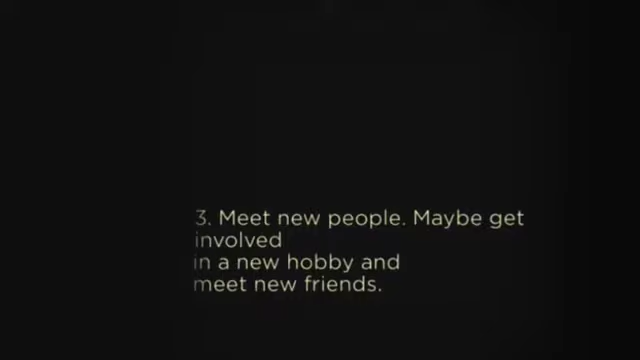 3. Meet new people. Maybe get
involved
in a new hobby and
meet new friends.